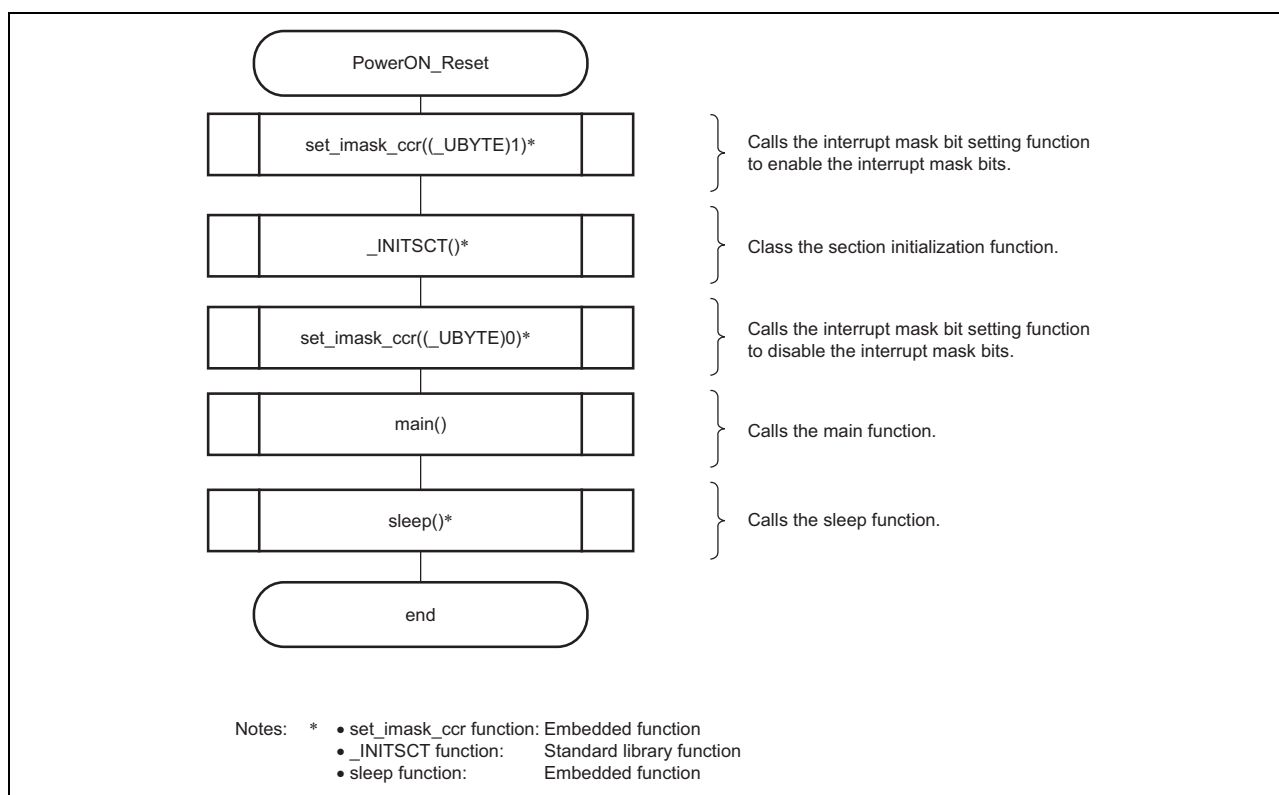 PowerON_Reset
set_imask_ccr((_UBYTE)1)*
Calls the interrupt mask bit setting function
to enable the interrupt mask bits.
_INITSCT()*
Class the section initialization function.
set_imask_ccr((_UBYTE)0)*
Calls the interrupt mask bit setting function
to disable the interrupt mask bits.
main()
Calls the main function.
sleep()*
Calls the sleep function.
end
Notes: * • set_imask_ccr function: Embedded function
• _INITSCT function: Standard library function
• sleep function: Embedded function